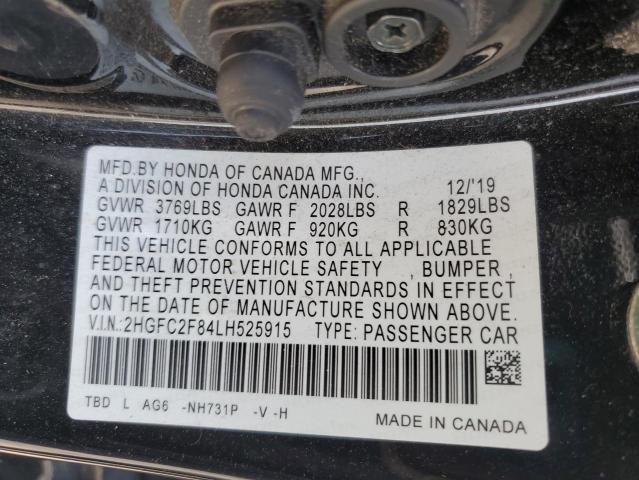 MFD.BY HONDA OF CANADA MFG.,
A DIVISION OF HONDA CANADA INC. 12/'19
GVWR 3769LBS GAWR F 2028LBS R 1829LBS
GVWR 1710KG GAWR F 920KG R 830KG
THIS VEHICLE CONFORMS TO ALL APPLICABLE
FEDERAL MOTOR VEHICLE SAFETY , BUMPER ,
AND THEFT PREVENTION STANDARDS IN EFFECT
ON THE DATE OF MANUFACTURE SHOWN ABOVE.
V.I.N.:2HGFC2F84LH525915 TYPE: PASSENGER CAR
TBD L AG6 -NH731P -V -H
MADE IN CANADA